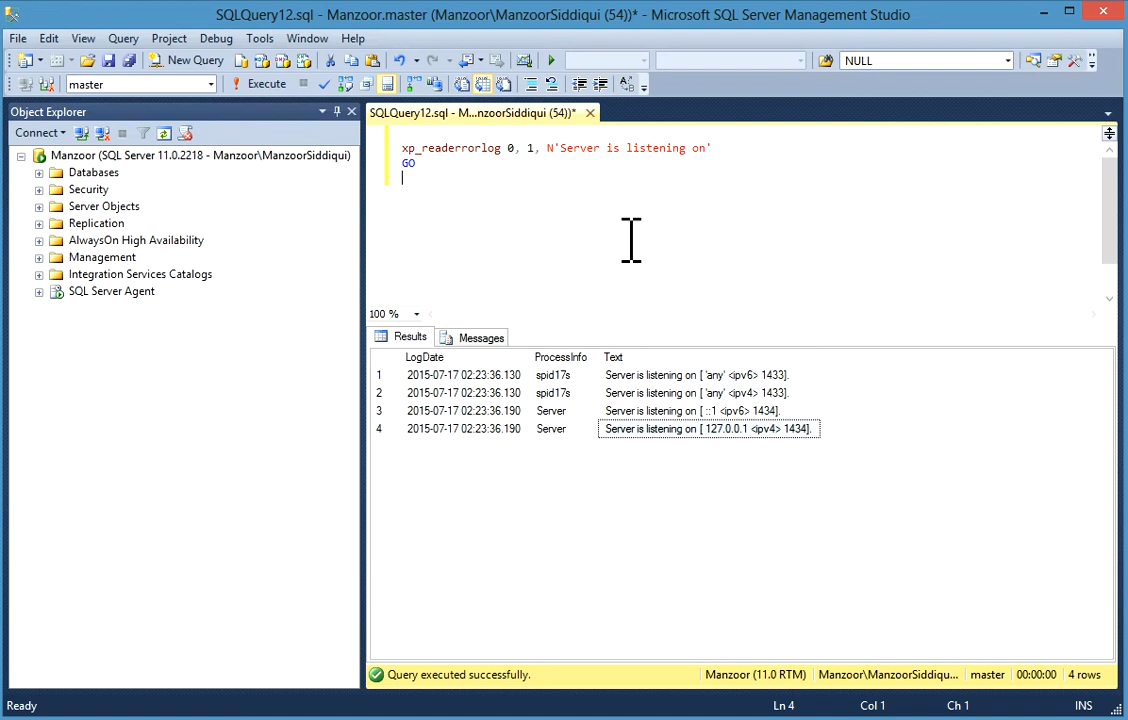 SQLQuery12.sql - Manzoor.master (Manzoor\ManzoorSiddiqui (54))* - Microsoft SQL Server Management Studio
File Edit View Query Project Debug Tools Window Help
New Query NULL
master Execute
Object Explorer
SQLQuery12.sql - M...nzoorSiddiqui (54))*
Connect
Manzoor (SQL Server 11.0.2218 - Manzoor\ManzoorSiddiqui)
Databases
Security
Server Objects
Replication
AlwaysOn High Availability
Management
Integration Services Catalogs
SQL Server Agent
xp_readerrorlog 0, 1, N'Server is listening on'
GO
100 %
Results Messages
LogDate ProcessInfo Text
1 2015-07-17 02:23:36.130 spid17s Server is listening on [ 'any' <ipv6> 1433].
2 2015-07-17 02:23:36.130 spid17s Server is listening on [ 'any' <ipv4> 1433].
3 2015-07-17 02:23:36.190 Server Server is listening on [ ::1 <ipv6> 1434].
4 2015-07-17 02:23:36.190 Server Server is listening on [ 127.0.0.1 <ipv4> 1434].
Query executed successfully. Manzoor (11.0 RTM) Manzoor\ManzoorSiddiqu... master 00:00:00 4 rows
Ready Ln 4 Col 1 Ch 1 INS